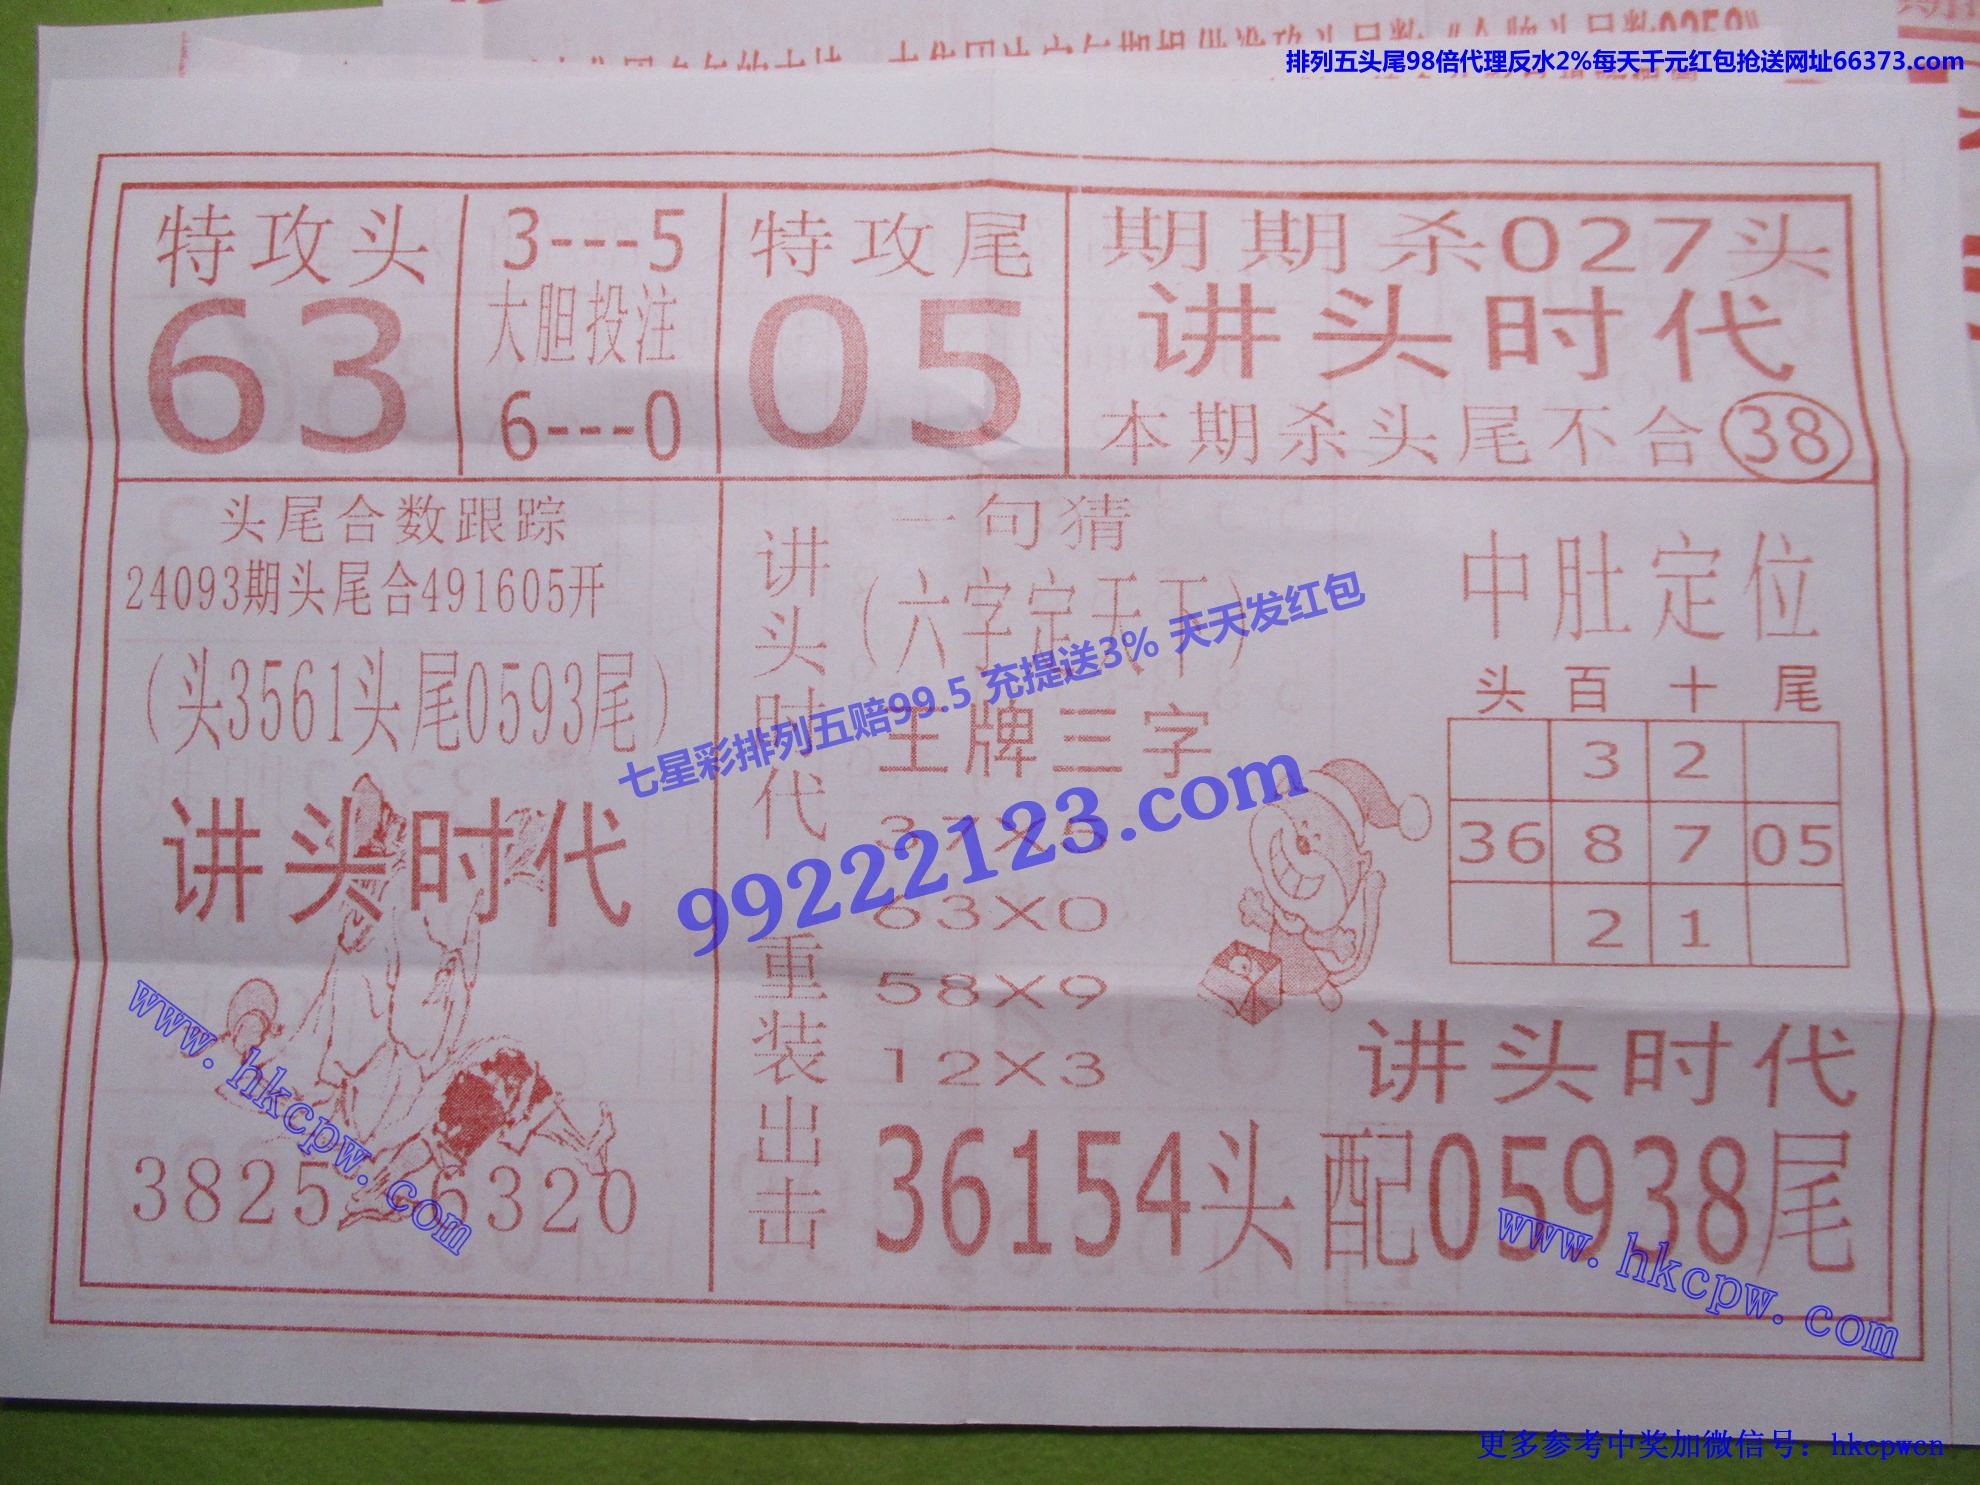 排列五头尾98倍代理反水2%每天千元红包抢送网址66373.com
特攻头
63
3---5
大胆投注
6---0
特攻尾
05
期期杀027头
讲头时代
本期杀头尾不合38
头尾合数跟踪
24093期头尾合491605开
(头3561头尾0593尾)
讲头时代
www.hkcpw.com
3825
6320
讲头时代重装出击
一句猜
(六字定天下)
王牌三字
37X5
63X0
58X9
12X3
七星彩排列五赔99.5 充提送3% 天天发红包
99222123.com
中肚定位
头 百 十 尾
3 2
36 8 7 05
2 1
讲头时代
36154头配05938尾
www.hkcpw.com
更多参考中奖加微信号：hkcpwcn